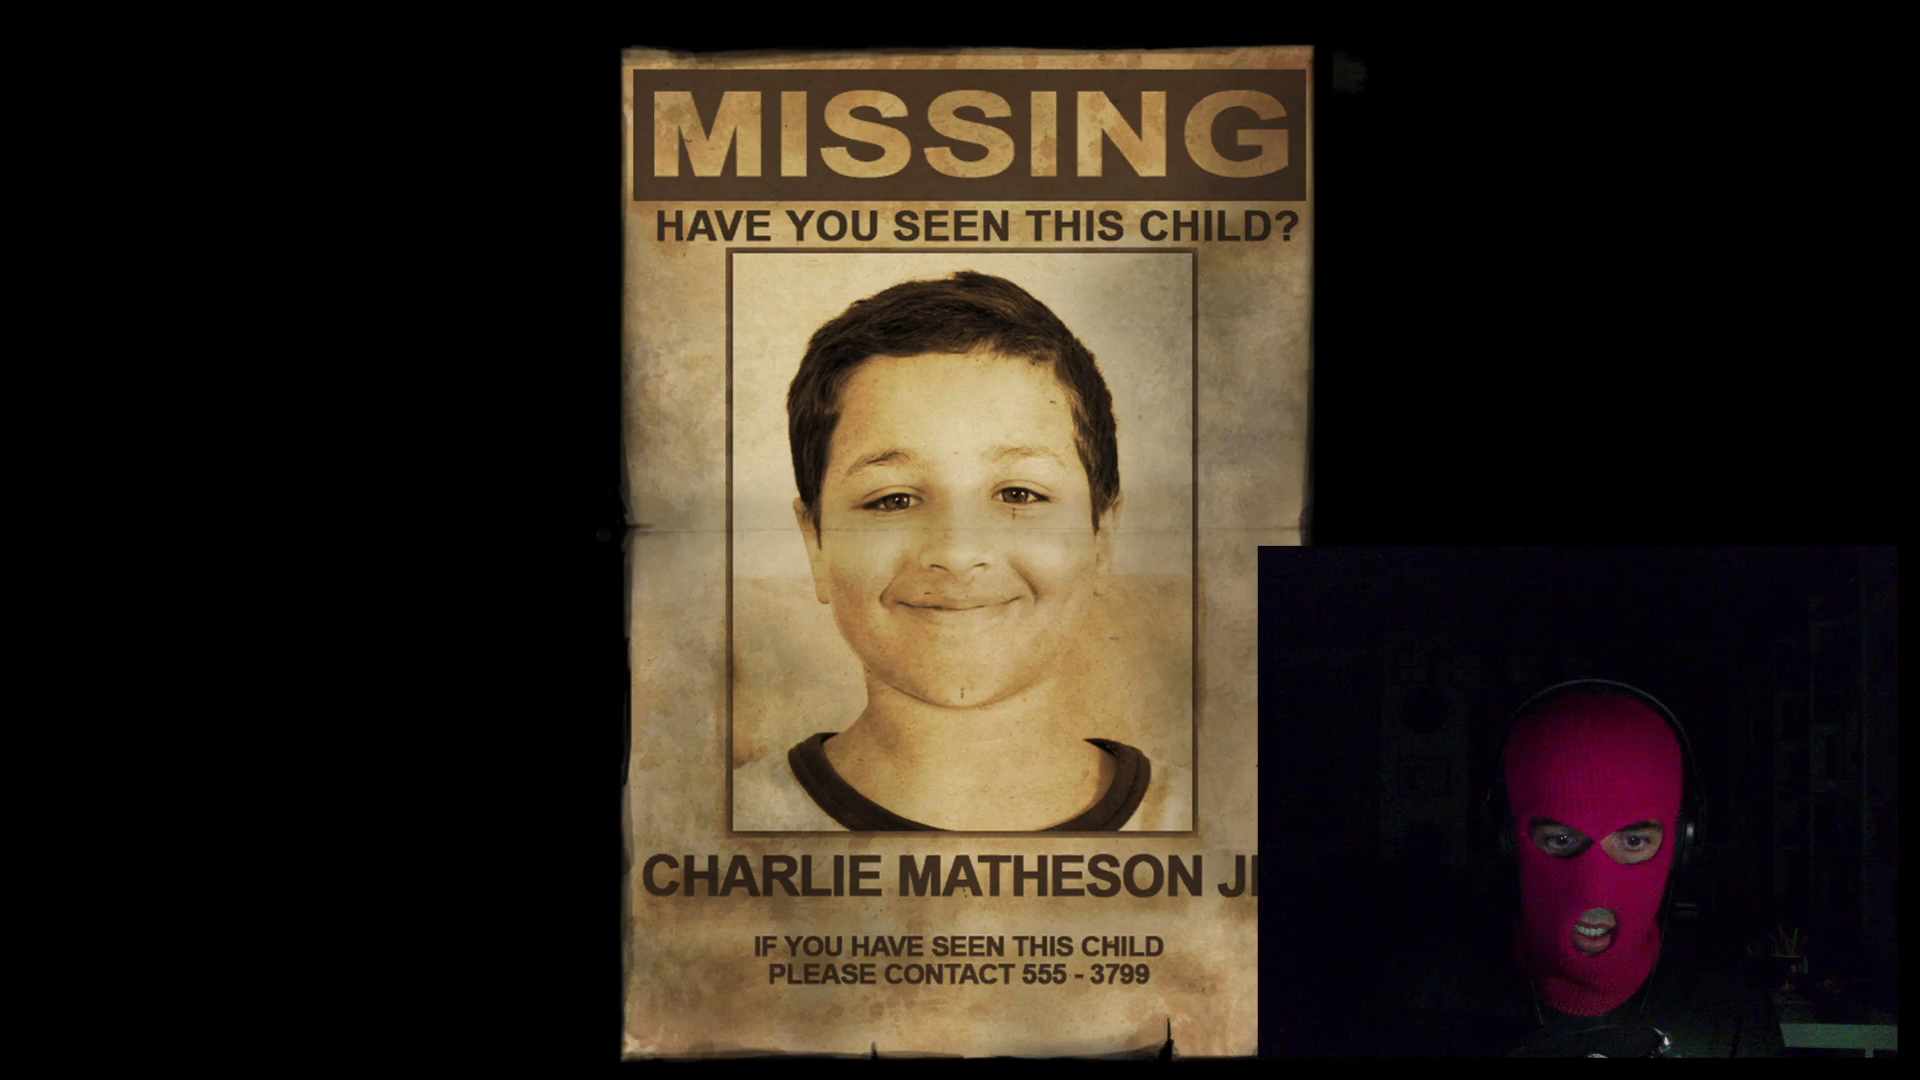 MISSING
HAVE YOU SEEN THIS CHILD?
CHARLIE MATHESON
IF YOU HAVE SEEN THIS CHILD
PLEASE CONTACT 555 - 3799